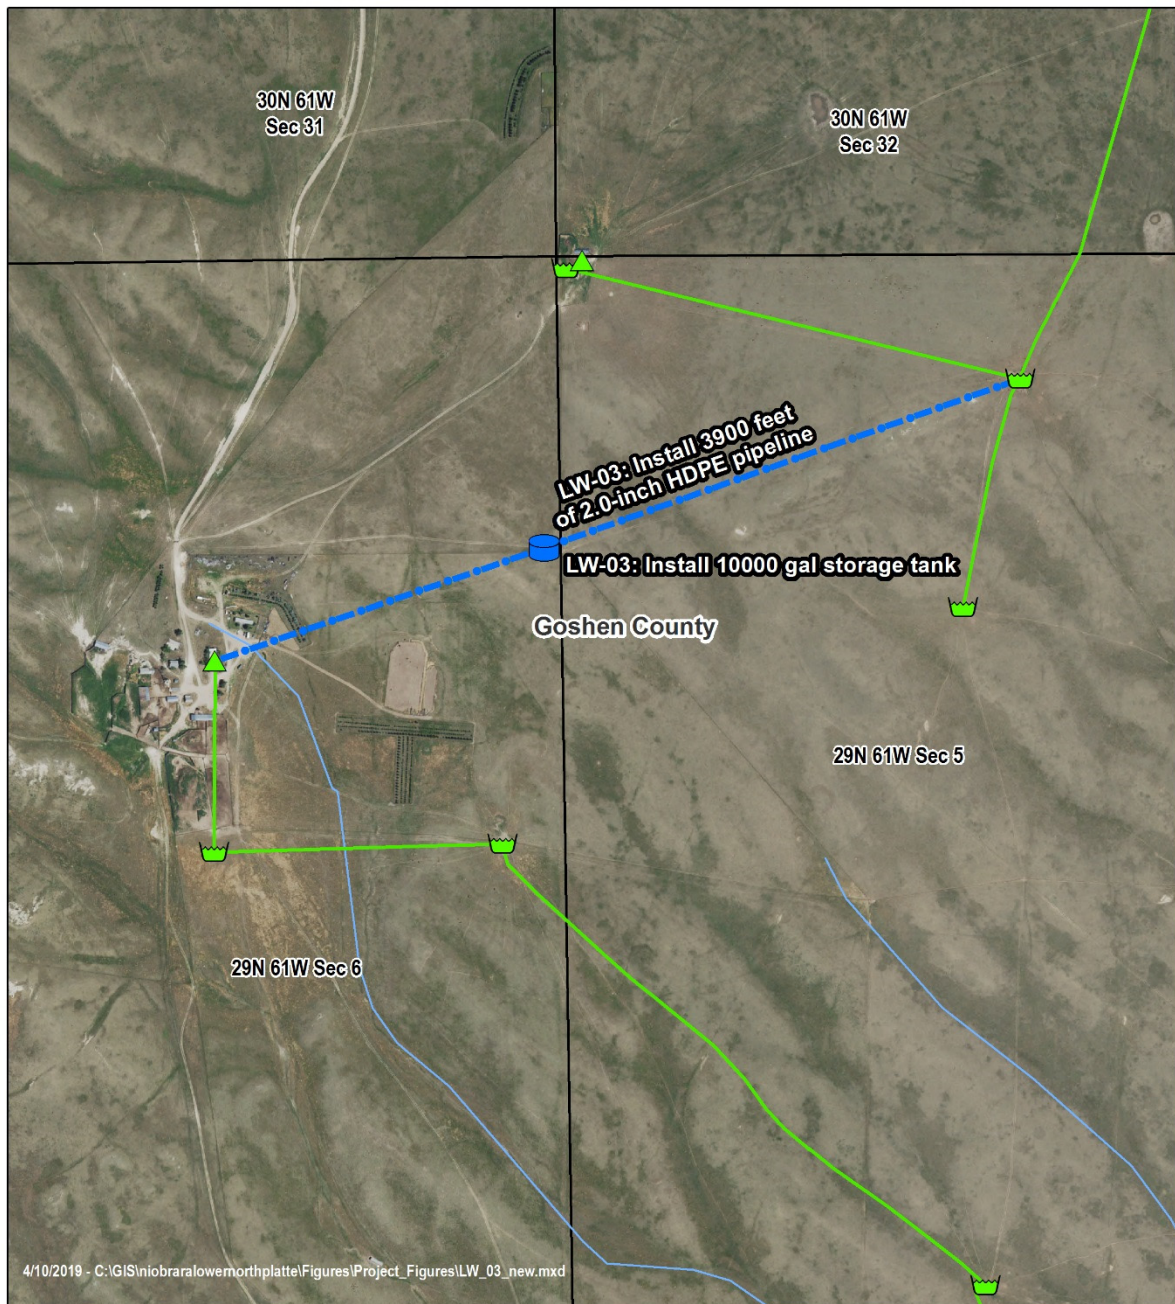 30N 61W
Sec 31
30N 61W
Sec 32
LW-03: Install 3900 feet
of 2.0-inch HDPE pipeline
LW-03: Install 10000 gal storage tank
Goshen County
29N 61W Sec 5
29N 61W Sec 6
4/10/2019 - C:\GIS\niobraralowernorthplatte\Figures\Project_Figures\LW_03_new.mxd